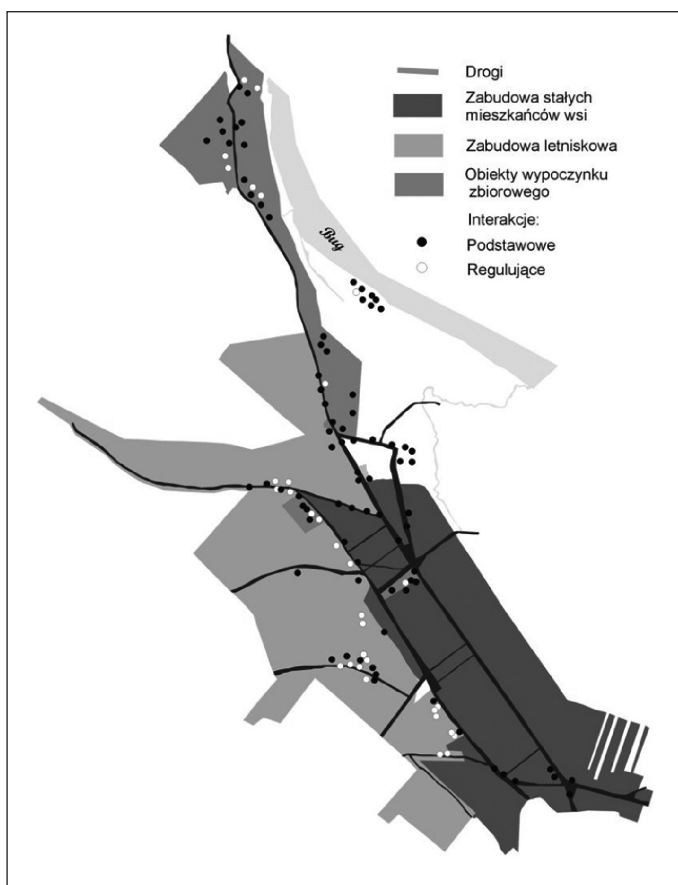 Drogi
Zabudowa stałych
mieszkańców wsi
Zabudowa letniskowa
Obiekty wypoczynku
zbiorowego
Interakcje:
Podstawowe
Regulujące
Bug